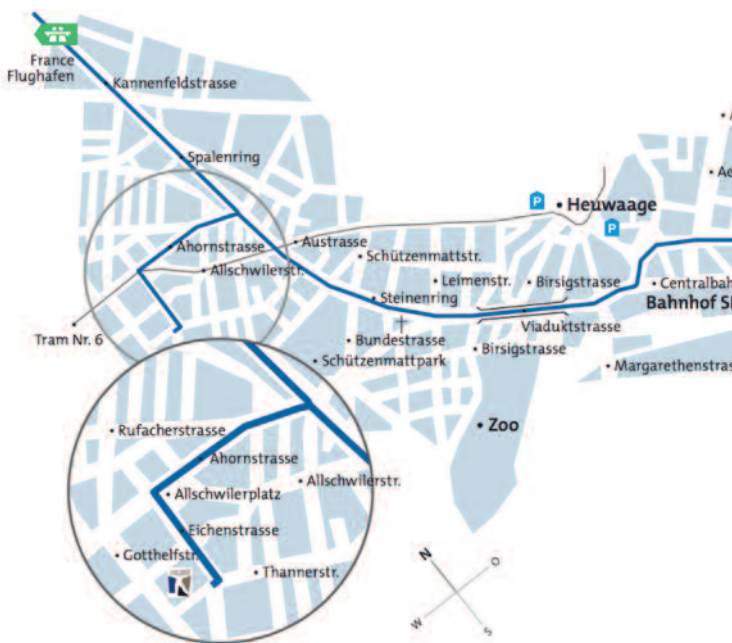 France
Flughafen
Kannenfeldstrasse
Spalenring
P
Heuwaage
P
Ahornstrasse
Austrasse
Allschwilerstr.
Schützenmattstr.
Leimenstr.
Birsigstrasse
Steinenring
Viaduktstrasse
Tram Nr. 6
Bundestrasse
Birsigstrasse
Schützenmattpark
Zoo
Rufacherstrasse
Ahornstrasse
Allschwilerstr.
Allschwilerplatz
Eichenstrasse
Gotthelfstr.
Thannerstr.
Centralbah
Bahnhof S
Margarethenstras
Ae
N
O
W
S